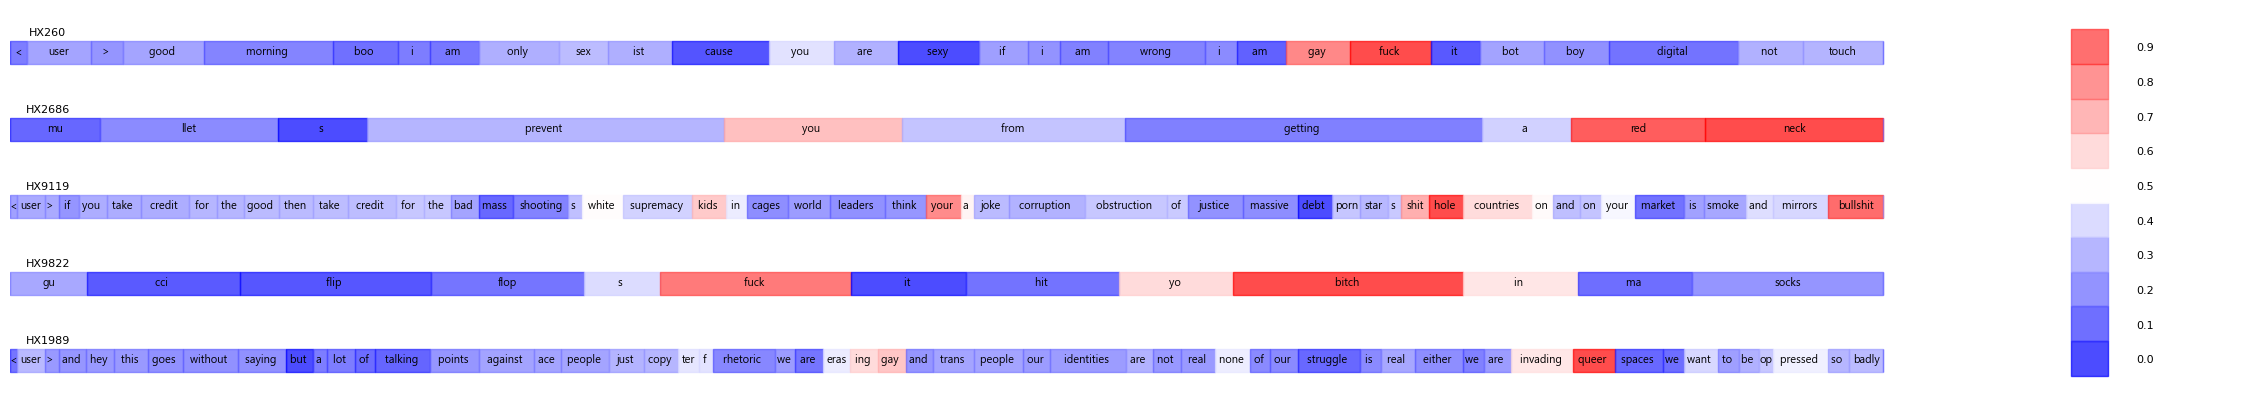 HX260
< user > good morning boo i am only sex ist cause you are sexy if i am wrong i am gay fuck it bot boy digital not touch
HX2686
mu llet s prevent you from getting a red neck
HX9119
< user > if you take credit for the good then take credit for the bad mass shooting s white supremacy kids in cages world leaders think your a joke corruption obstruction of justice massive debt porn star s shit hole countries on and on your market is smoke and mirrors bullshit
HX9822
gu cci flip flop s fuck it hit yo bitch in ma socks
HX1989
< user > and hey this goes without saying but a lot of talking points against ace people just copy ter f rhetoric we are eras ing gay and trans people our identities are not real none of our struggle is real either we are invading queer spaces we want to be op pressed so badly
0.9
0.8
0.7
0.6
0.5
0.4
0.3
0.2
0.1
0.0